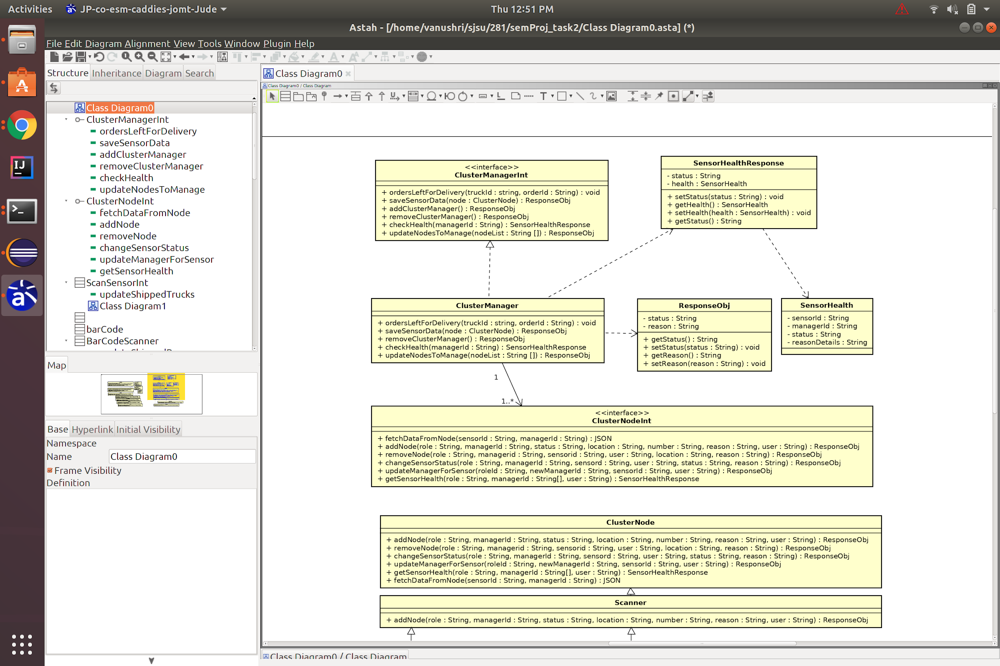 Activities JP-co-esm-caddies-jomt-Jude Thu 12:51 PM
Astah - [/home/vanushri/sjsu/281/semProj_task2/Class Diagram0.asta] (*)
File Edit Diagram Alignment View Tools Window Plugin Help
Structure Inheritance Diagram Search
Class Diagram0
ClusterManagerInt
ordersLeftForDelivery
saveSensorData
addClusterManager
removeClusterManager
checkHealth
updateNodesToManage
ClusterNodeInt
fetchDataFromNode
addNode
removeNode
changeSensorStatus
updateManagerForSensor
getSensorHealth
ScanSensorInt
updateShippedTrucks
Class Diagram1
barCode
BarCodeScanner
Map
Base Hyperlink Initial Visibility
Namespace
Name Class Diagram0
Frame Visibility
Definition
Class Diagram0
Class Diagram0 / Class Diagram
<<interface>>
ClusterManagerInt
+ ordersLeftForDelivery(truckId : string, orderId : String) : void
+ saveSensorData(node : ClusterNode) : ResponseObj
+ addClusterManager() : ResponseObj
+ removeClusterManager() : ResponseObj
+ checkHealth(managerId : String) : SensorHealthResponse
+ updateNodesToManage(nodeList : String []) : ResponseObj
SensorHealthResponse
- status : String
- health : SensorHealth
+ setStatus(status : String) : void
+ getHealth() : SensorHealth
+ setHealth(health : SensorHealth) : void
+ getStatus() : String
ClusterManager
+ ordersLeftForDelivery(truckId : string, orderId : String) : void
+ saveSensorData(node : ClusterNode) : ResponseObj
+ removeClusterManager() : ResponseObj
+ checkHealth(managerId : String) : SensorHealthResponse
+ updateNodesToManage(nodeList : String []) : ResponseObj
ResponseObj
- status : String
- reason : String
+ getStatus() : String
+ setStatus(status : String) : void
+ getReason() : String
+ setReason(reason : String) : void
SensorHealth
- sensorId : String
- managerId : String
- status : String
- reasonDetails : String
1
1..*
<<interface>>
ClusterNodeInt
+ fetchDataFromNode(sensorId : String, managerId : String) : JSON
+ addNode(role : String, managerId : String, status : String, location : String, number : String, reason : String, user : String) : ResponseObj
+ removeNode(role : String, managerid : String, sensorid : String, user : String, location : String, reason : String) : ResponseObj
+ changeSensorStatus(role : String, managerId : String, sensord : String, user : String, status : String, reason : String) : ResponseObj
+ updateManagerForSensor(roleId : String, newManagerId : String, sensorId : String, user : String) : ResponseObj
+ getSensorHealth(role : String, managerId : String[], user : String) : SensorHealthResponse
ClusterNode
+ addNode(role : String, managerId : String, status : String, location : String, number : String, reason : String, user : String) : ResponseObj
+ removeNode(role : String, managerid : String, sensorid : String, user : String, location : String, reason : String) : ResponseObj
+ changeSensorStatus(role : String, managerId : String, sensord : String, user : String, status : String, reason : String) : ResponseObj
+ updateManagerForSensor(roleId : String, newManagerId : String, sensorId : String, user : String) : ResponseObj
+ getSensorHealth(role : String, managerId : String[], user : String) : SensorHealthResponse
+ fetchDataFromNode(sensorId : String, managerId : String) : JSON
Scanner
+ addNode(role : String, managerId : String, status : String, location : String, number : String, reason : String, user : String) : ResponseObj
Class Diagram0 / Class Diagram